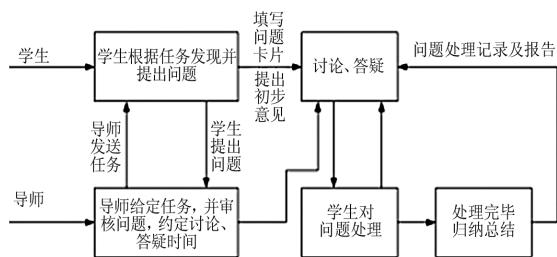 学生
学生根据任务发现并
提出问题
填写
问题
卡片
提出
初步
意见
讨论、答疑
问题处理记录及报告
导师
发送
任务
学生
提出
问题
导师
导师给定任务，并审
核问题，约定讨论、
答疑时间
学生对
问题处理
处理完毕
归纳总结